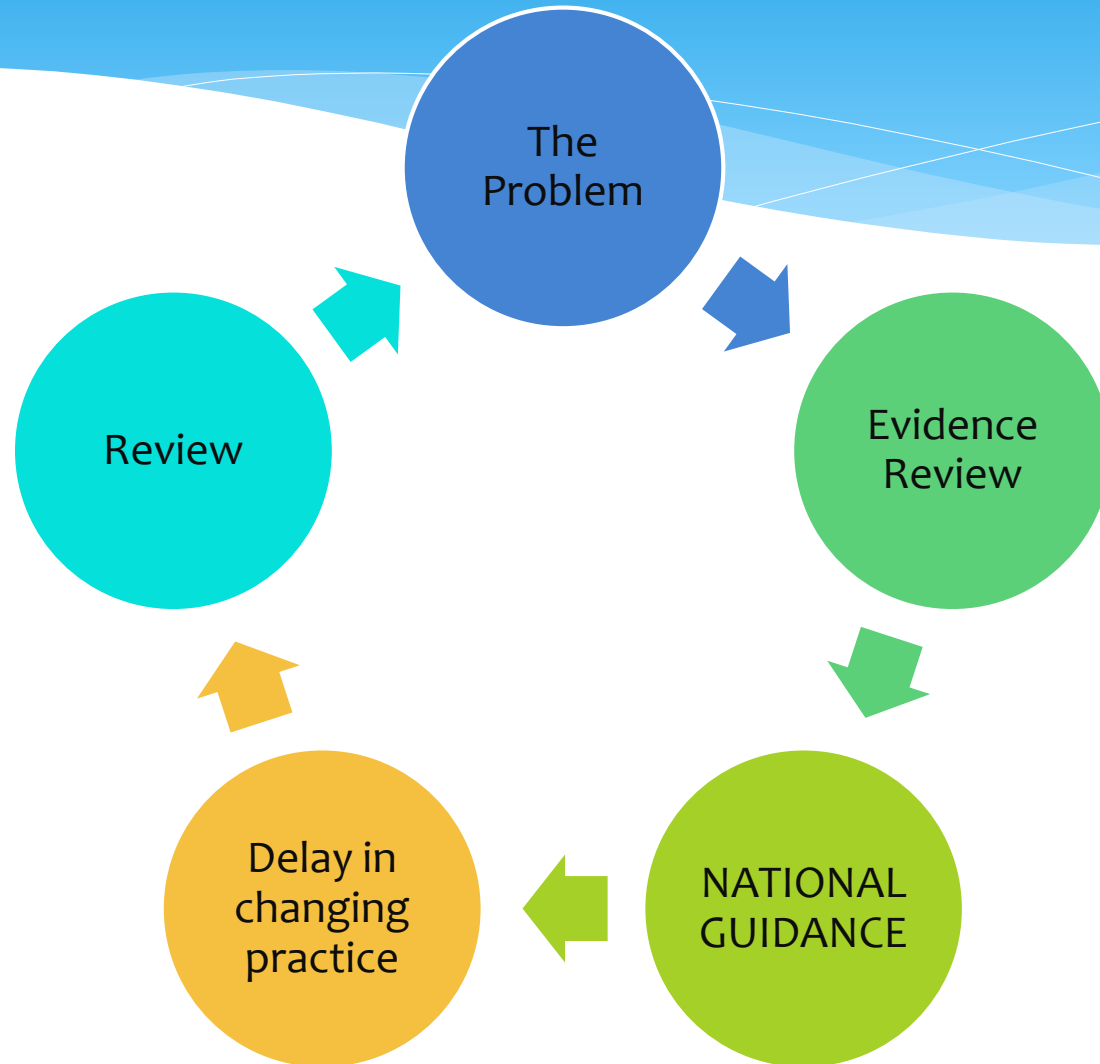 The
Problem
Evidence
Review
NATIONAL
GUIDANCE
Delay in
changing
practice
Review